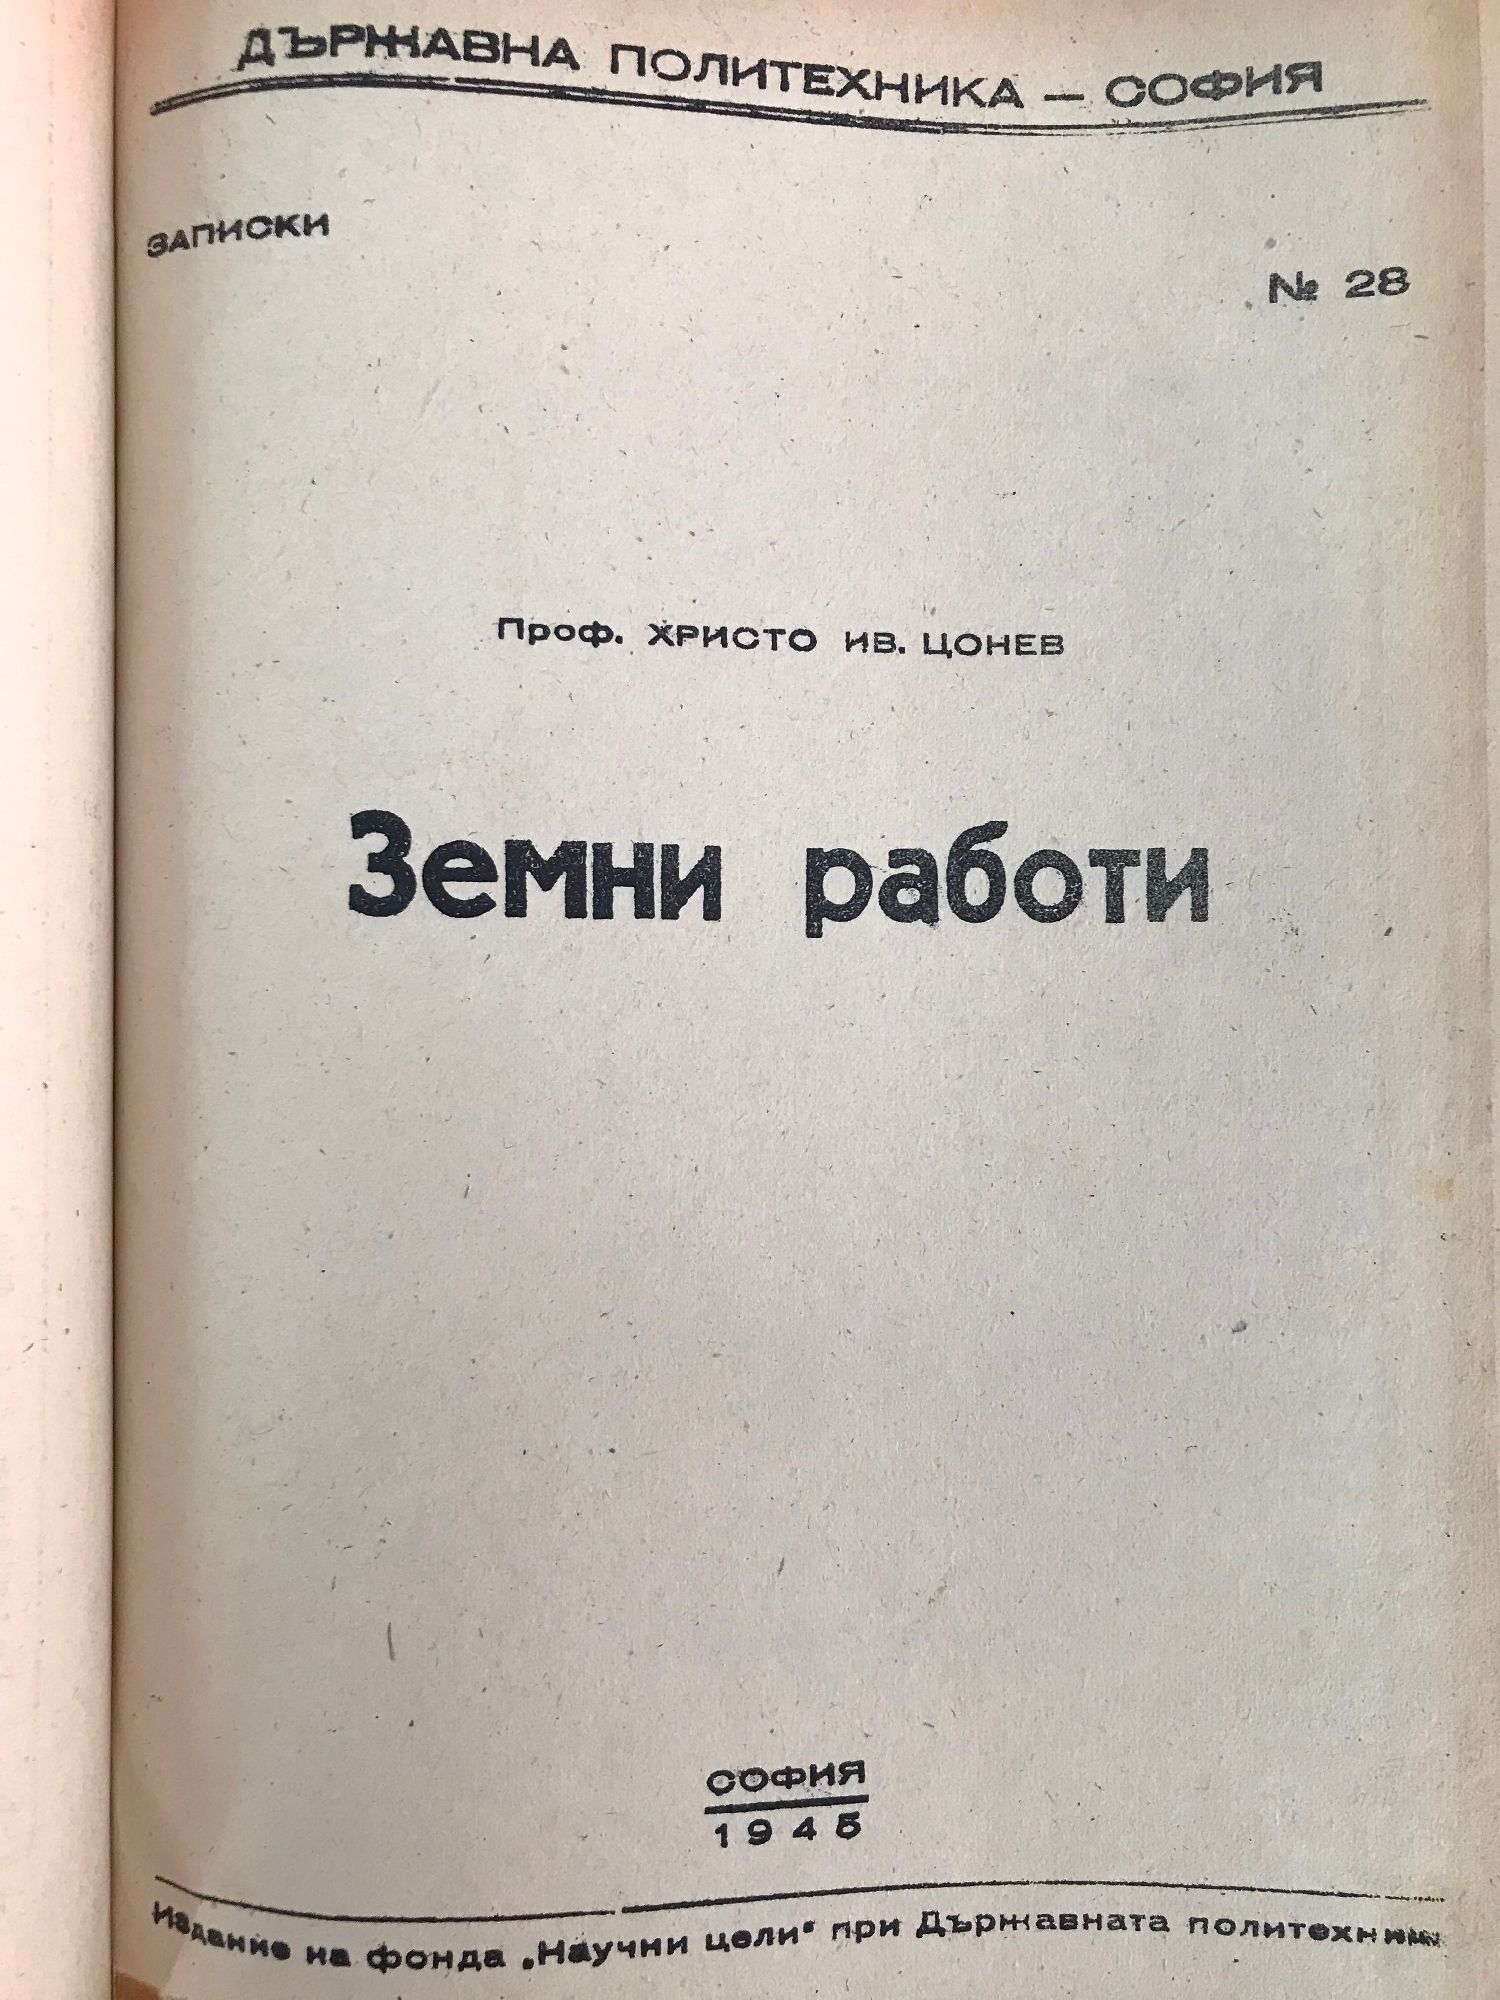 ДЪРЖАВНА ПОЛИТЕХНИКА — СОФИЯ
ЗАПИСКИ
№ 28
Проф. ХРИСТО ИВ. ЦОНЕВ
Земни работи
СОФИЯ
1945
Издание на фонда „Научни цели“ при Държавната